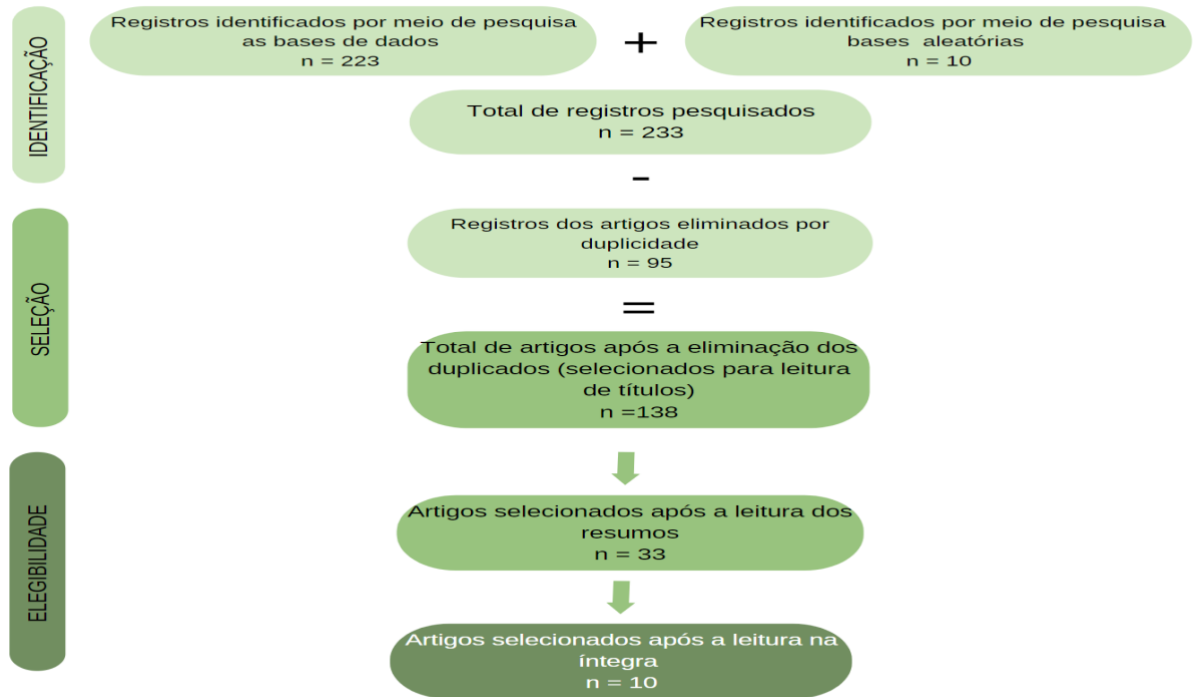 IDENTIFICAÇÃO
Registros identificados por meio de pesquisa
as bases de dados
n = 223
+
Registros identificados por meio de pesquisa
bases aleatórias
n = 10
Total de registros pesquisados
n = 233
-
SELEÇÃO
Registros dos artigos eliminados por
duplicidade
n = 95
=
Total de artigos após a eliminação dos
duplicados (selecionados para leitura
de títulos)
n =138
ELEGIBILIDADE
Artigos selecionados após a leitura dos
resumos
n = 33
Artigos selecionados após a leitura na
íntegra
n = 10